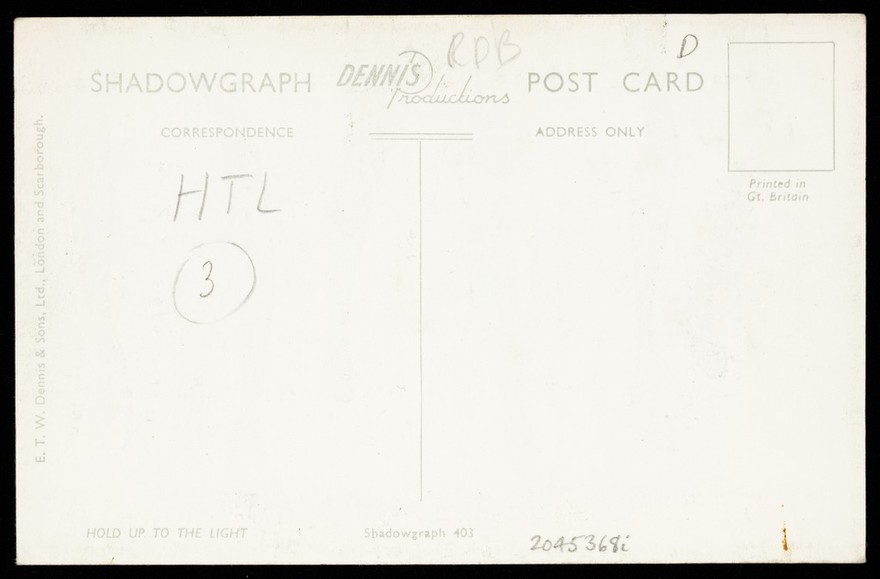 RDB
D
SHADOWGRAPH DENNIS Productions POST CARD
CORRESPONDENCE ADDRESS ONLY
Printed in
Gt. Britain
HTL
3
E. T. W. Dennis & Sons, Ltd., London and Scarborough.
HOLD UP TO THE LIGHT Shadowgraph 403
2045368i